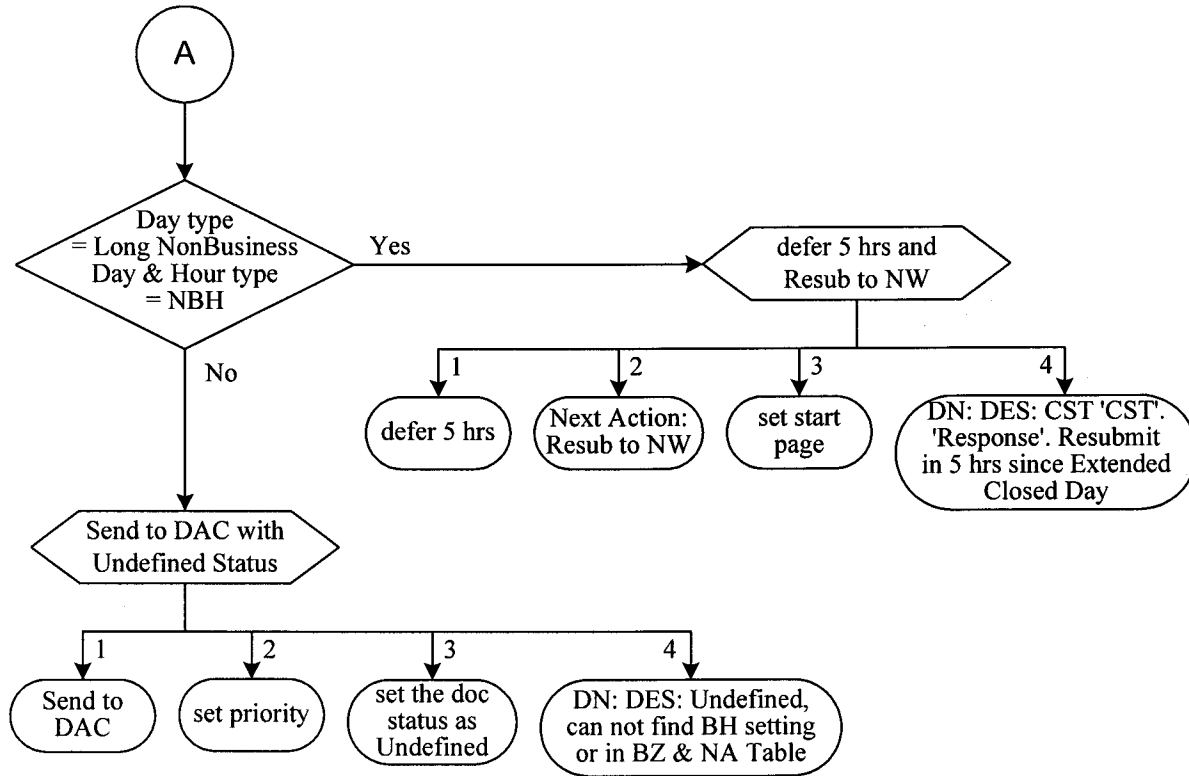 A
Day type
= Long NonBusiness
Day & Hour type
= NBH
Yes
defer 5 hrs and
Resub to NW
No
1
2
3
4
defer 5 hrs
Next Action:
Resub to NW
set start
page
DN: DES: CST 'CST'.
'Response'. Resubmit
in 5 hrs since Extended
Closed Day
Send to DAC with
Undefined Status
1
2
3
4
Send to
DAC
set priority
set the doc
status as
Undefined
DN: DES: Undefined,
can not find BH setting
or in BZ & NA Table